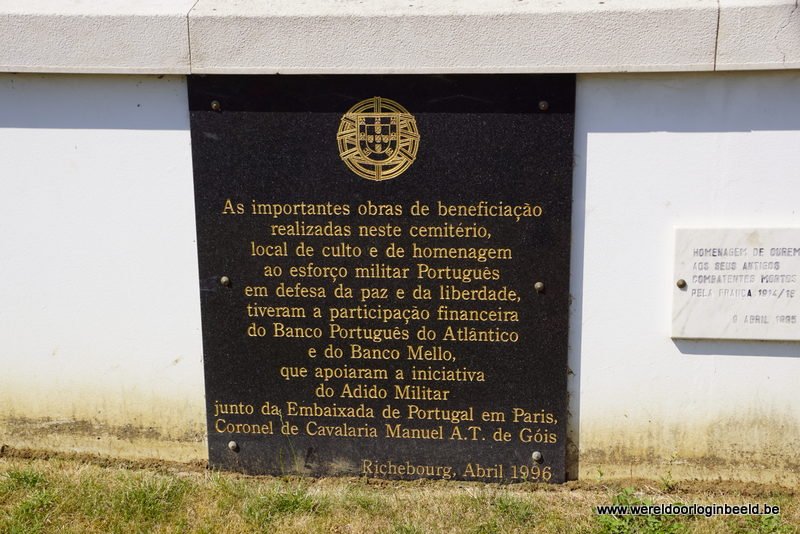 As importantes obras de beneficiação
realizadas neste cemitério,
local de culto e de homenagem
ao esforço militar Português
em defesa da paz e da liberdade,
tiveram a participação financeira
do Banco Português do Atlântico
e do Banco Mello,
que apoiaram a iniciativa
do Adido Militar
junto da Embaixada de Portugal em Paris,
Coronel de Cavalaria Manuel A.T. de Góis
Richebourg, Abril 1996
HOMENAGEM DE OUREM
AOS SEUS ANTIGOS
COMBATENTES MORTOS
PELA FRANÇA 1914/18
9 ABRIL 1995
www.wereldoorloginbeeld.be